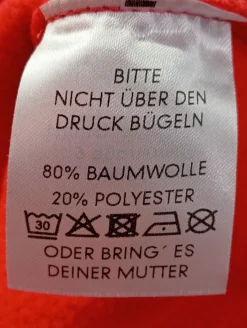 BITTE
NICHT ÜBER DEN
DRUCK BÜGELN
80% BAUMWOLLE
20% POLYESTER
30
ODER BRING´ ES
DEINER MUTTER